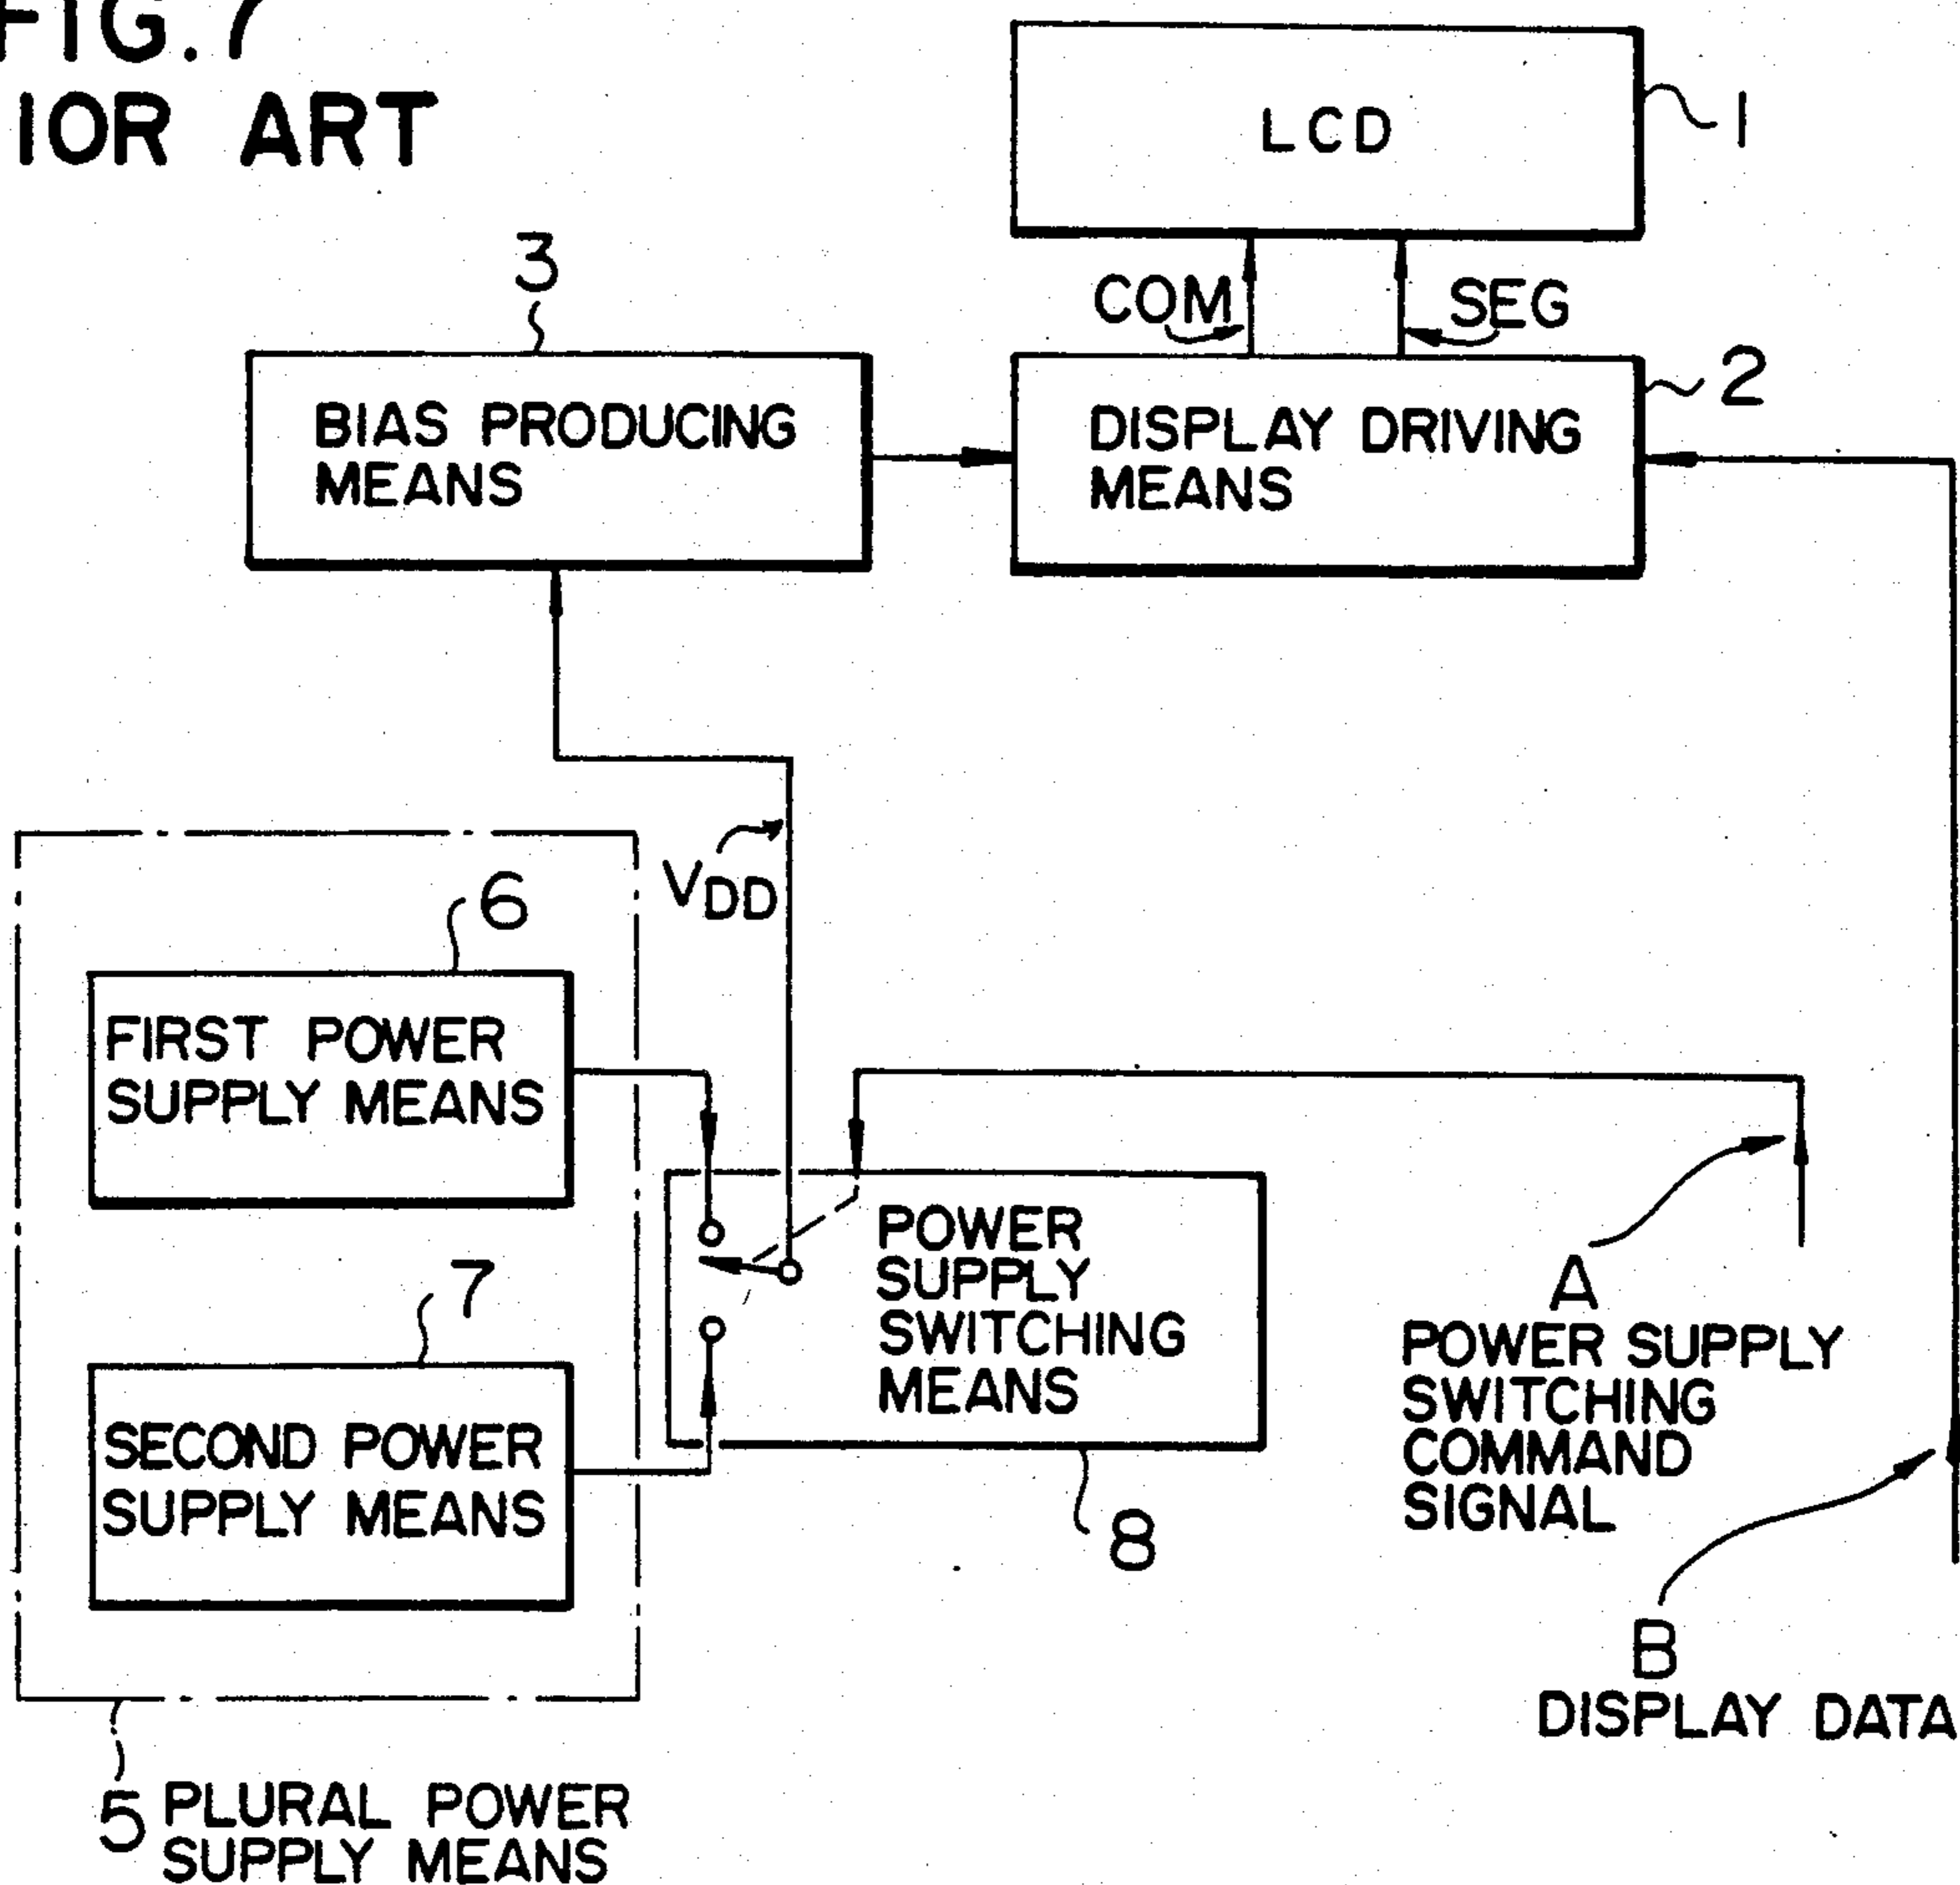 FIG.7
IOR ART
LCD
1
COM
SEG
3
2
BIAS PRODUCING
MEANS
DISPLAY DRIVING
MEANS
VDD
6
FIRST POWER
SUPPLY MEANS
7
SECOND POWER
SUPPLY MEANS
POWER
SUPPLY
SWITCHING
MEANS
8
A
POWER SUPPLY
SWITCHING
COMMAND
SIGNAL
B
DISPLAY DATA
5 PLURAL POWER
SUPPLY MEANS